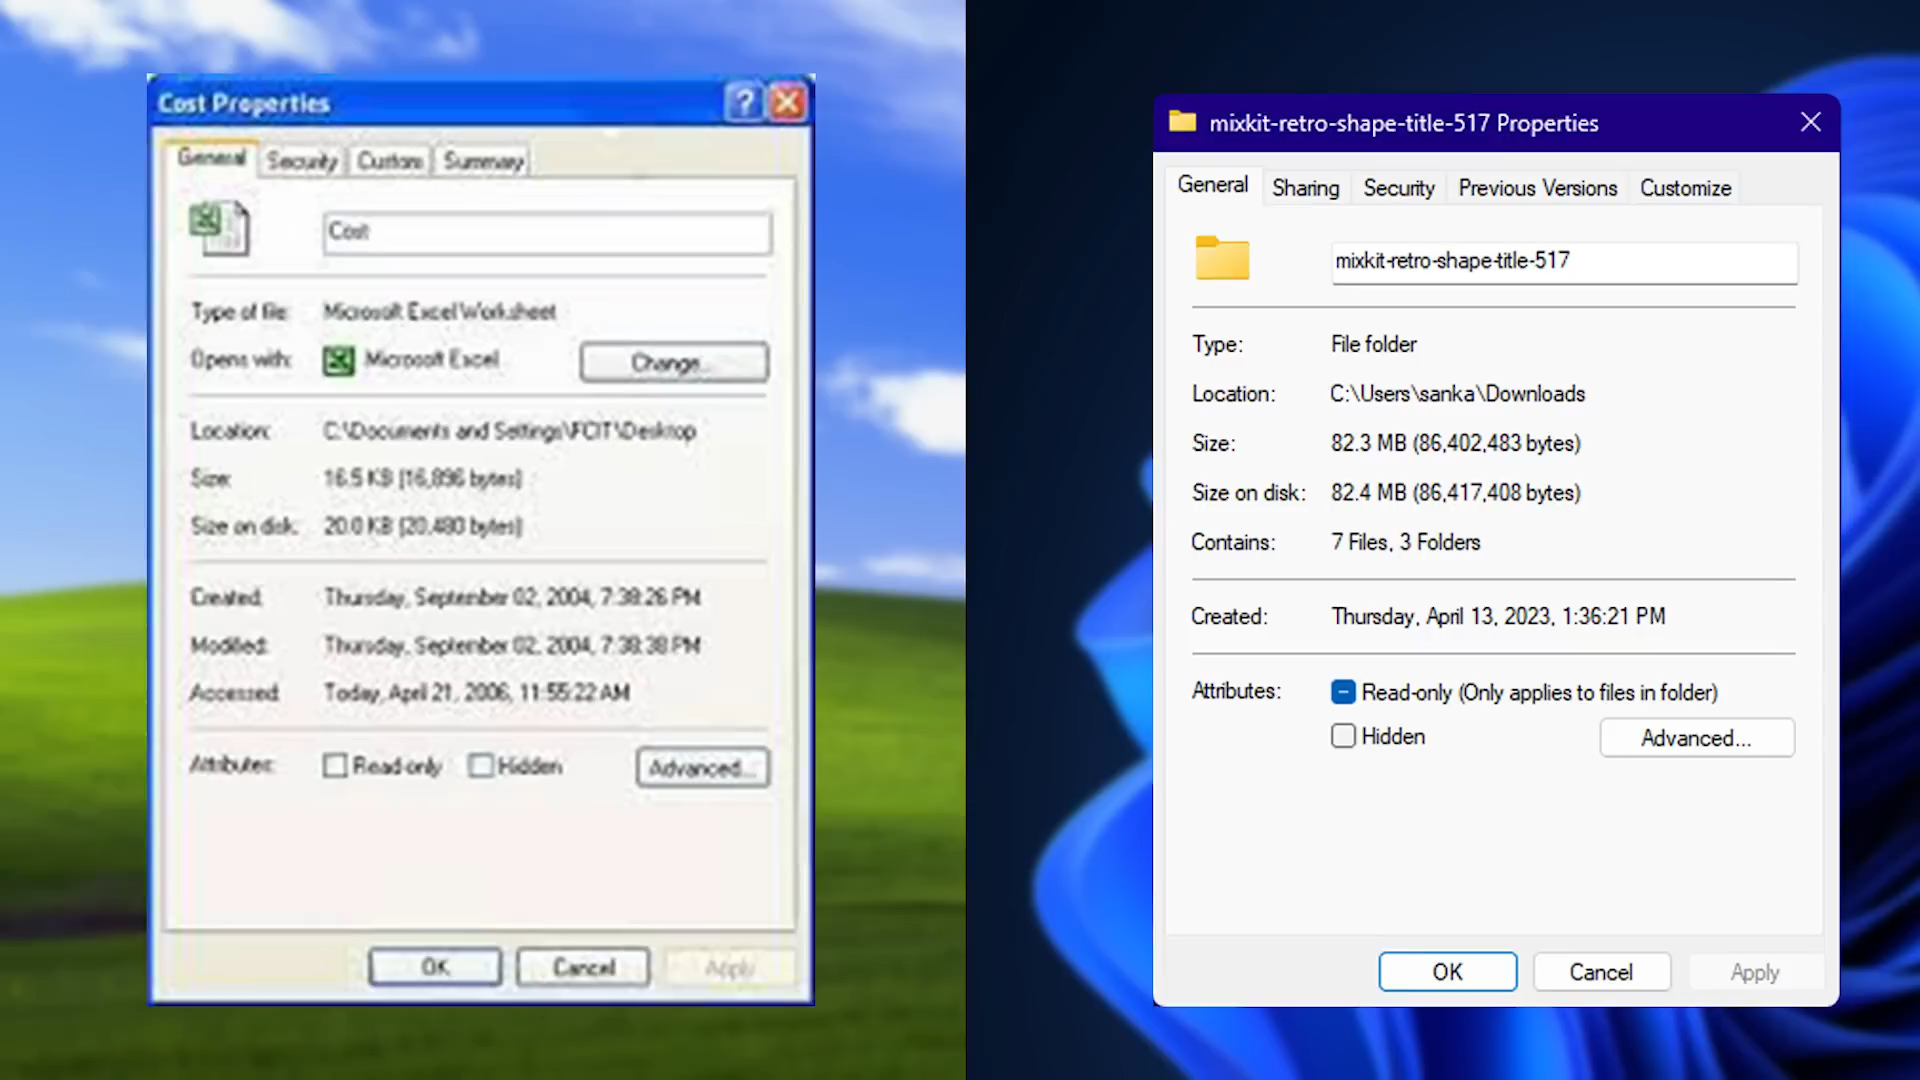 Cost Properties
?
General Security Custom Summary
Cost
Type of file: Microsoft Excel Worksheet
Opens with: Microsoft Excel Change...
Location: C:\Documents and Settings\FCIT\Desktop
Size: 16.5 KB (16,896 bytes)
Size on disk: 20.0 KB (20,480 bytes)
Created: Thursday, September 02, 2004, 7:38:26 PM
Modified: Thursday, September 02, 2004, 7:38:38 PM
Accessed: Today, April 21, 2006, 11:55:22 AM
Attributes: Read-only Hidden Advanced...
OK Cancel Apply
mixkit-retro-shape-title-517 Properties
General Sharing Security Previous Versions Customize
mixkit-retro-shape-title-517
Type: File folder
Location: C:\Users\sanka\Downloads
Size: 82.3 MB (86,402,483 bytes)
Size on disk: 82.4 MB (86,417,408 bytes)
Contains: 7 Files, 3 Folders
Created: Thursday, April 13, 2023, 1:36:21 PM
Attributes: Read-only (Only applies to files in folder)
Hidden Advanced...
OK Cancel Apply